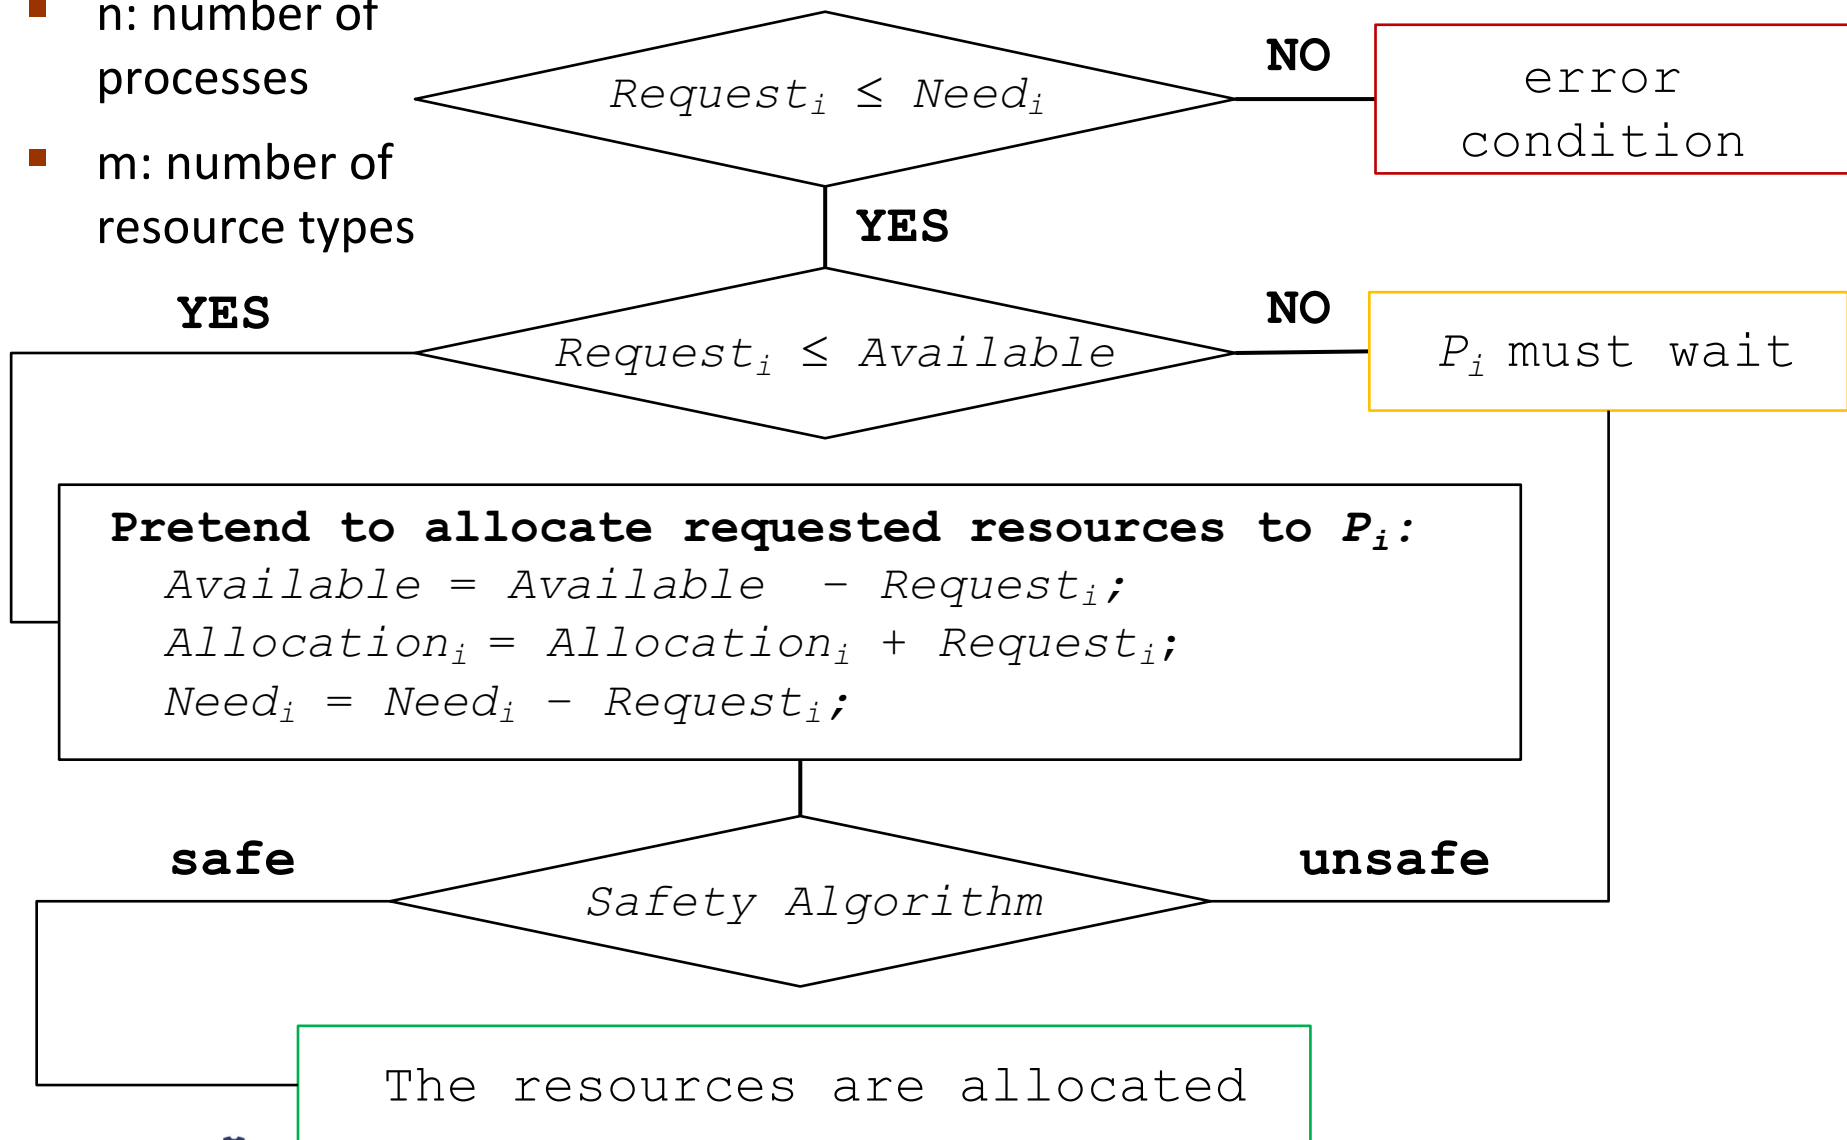 n: number of
processes
m: number of
resource types
Requestᵢ ≤ Needᵢ
NO
error
condition
YES
YES
Requestᵢ ≤ Available
NO
Pᵢ must wait
Pretend to allocate requested resources to Pᵢ:
Available = Available – Requestᵢ;
Allocationᵢ = Allocationᵢ + Requestᵢ;
Needᵢ = Needᵢ – Requestᵢ;
safe
Safety Algorithm
unsafe
The resources are allocated